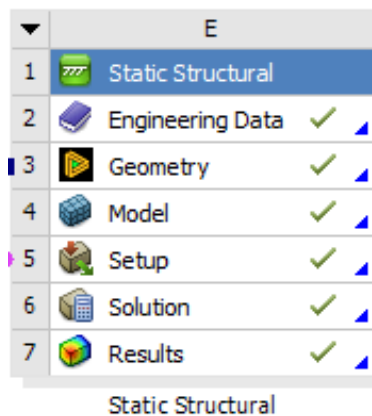 E
1 Static Structural
2 Engineering Data
3 Geometry
4 Model
5 Setup
6 Solution
7 Results
Static Structural